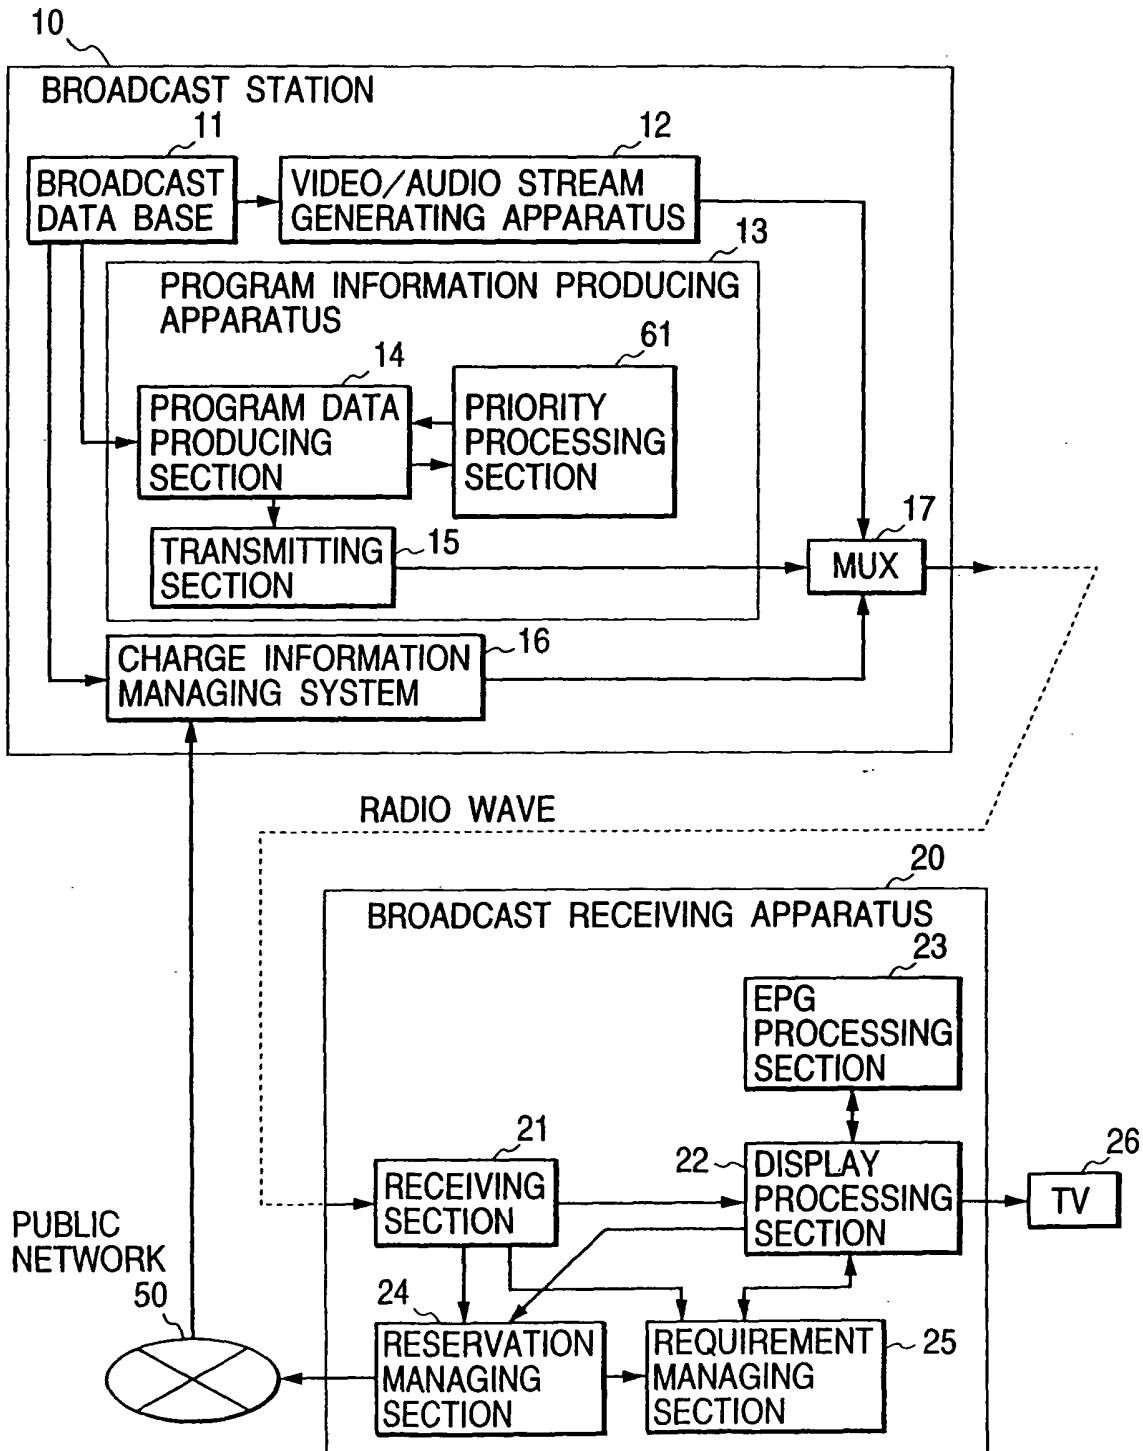 10
BROADCAST STATION
11
BROADCAST
DATA BASE
12
VIDEO/AUDIO STREAM
GENERATING APPARATUS
13
PROGRAM INFORMATION PRODUCING
APPARATUS
14
PROGRAM DATA
PRODUCING
SECTION
61
PRIORITY
PROCESSING
SECTION
TRANSMITTING
SECTION
15
17
MUX
CHARGE INFORMATION
MANAGING SYSTEM
16
RADIO WAVE
20
BROADCAST RECEIVING APPARATUS
23
EPG
PROCESSING
SECTION
21
RECEIVING
SECTION
22
DISPLAY
PROCESSING
SECTION
26
TV
PUBLIC
NETWORK
50
24
RESERVATION
MANAGING
SECTION
REQUIREMENT
MANAGING
SECTION
25